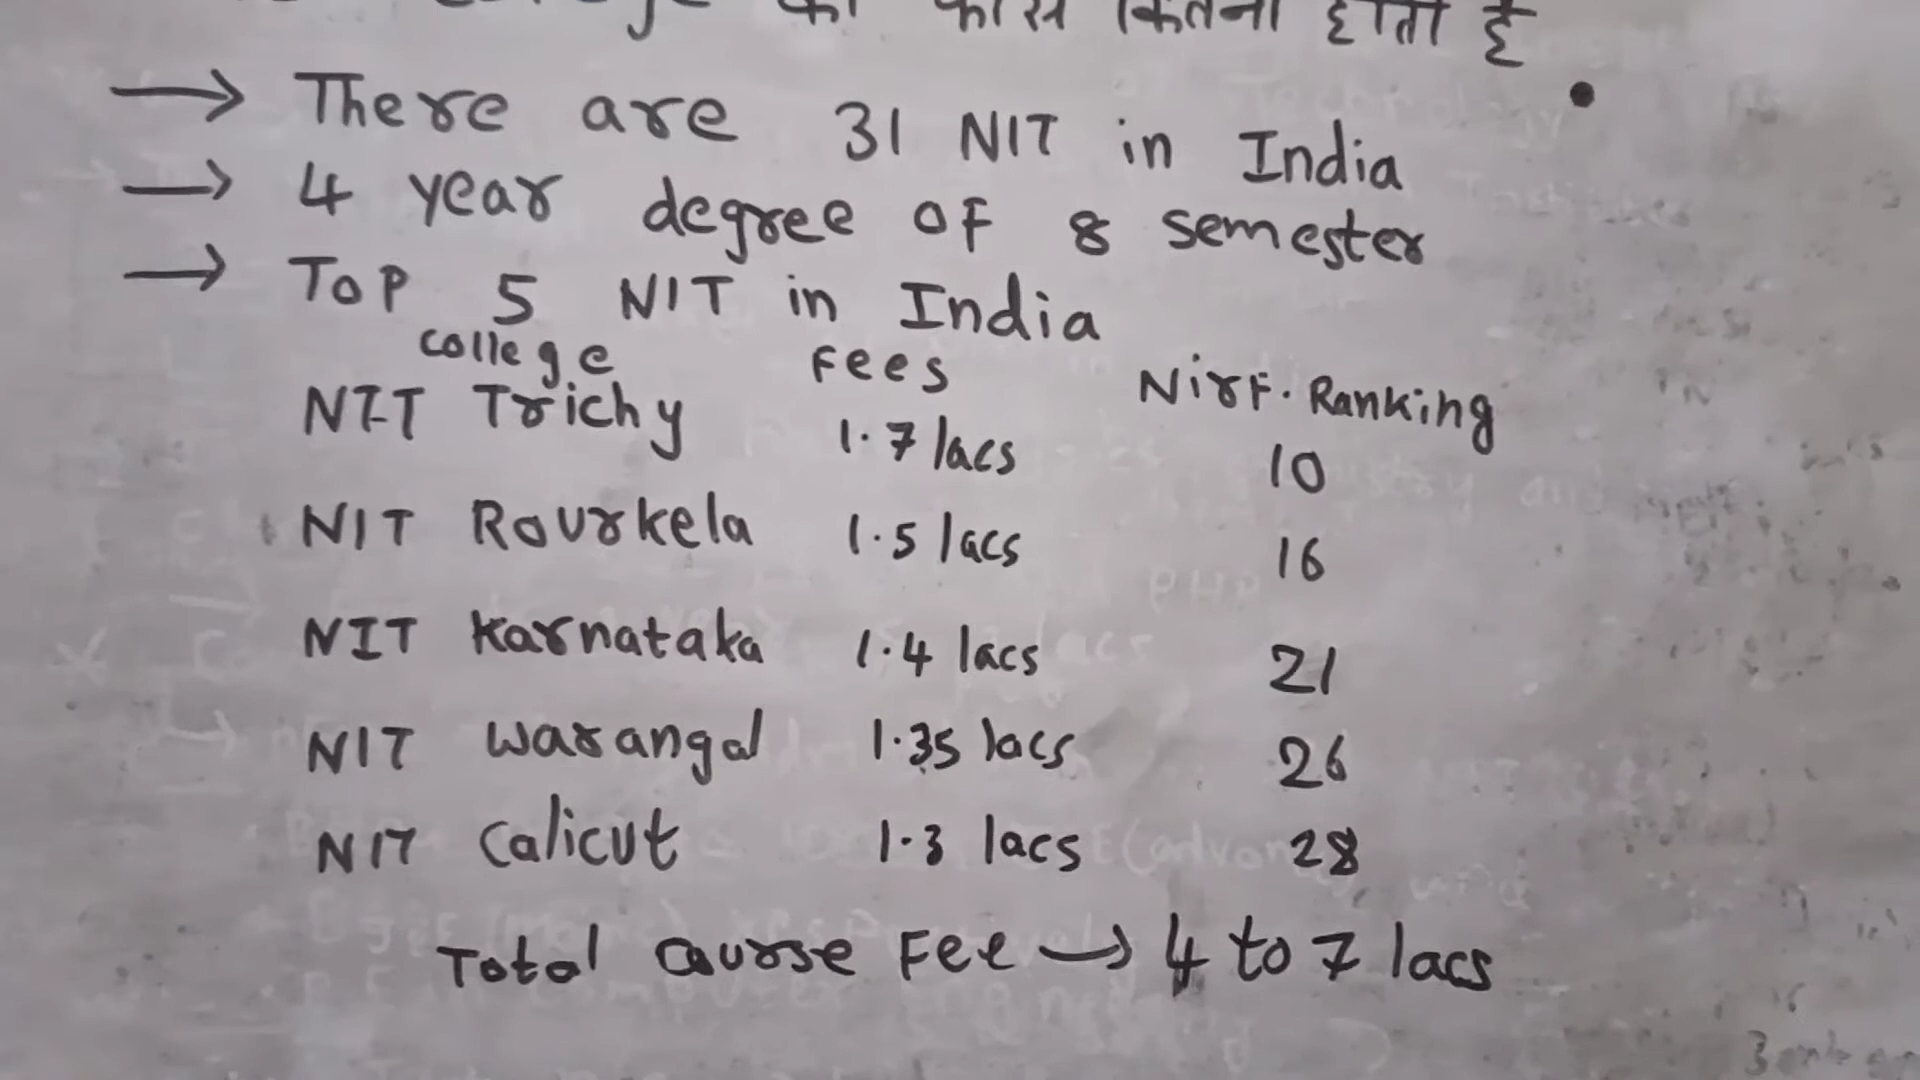 की फीस कितनी होती है
→ There are 31 NIT in India
→ 4 year degree of 8 semester
→ Top 5 NIT in India
college Fees Nirf. Ranking
NIT Trichy 1.7 lacs 10
NIT Rourkela 1.5 lacs 16
NIT Karnataka 1.4 lacs 21
NIT Warangal 1.35 lacs 26
NIT Calicut 1.3 lacs 28
Total Course Fee → 4 to 7 lacs